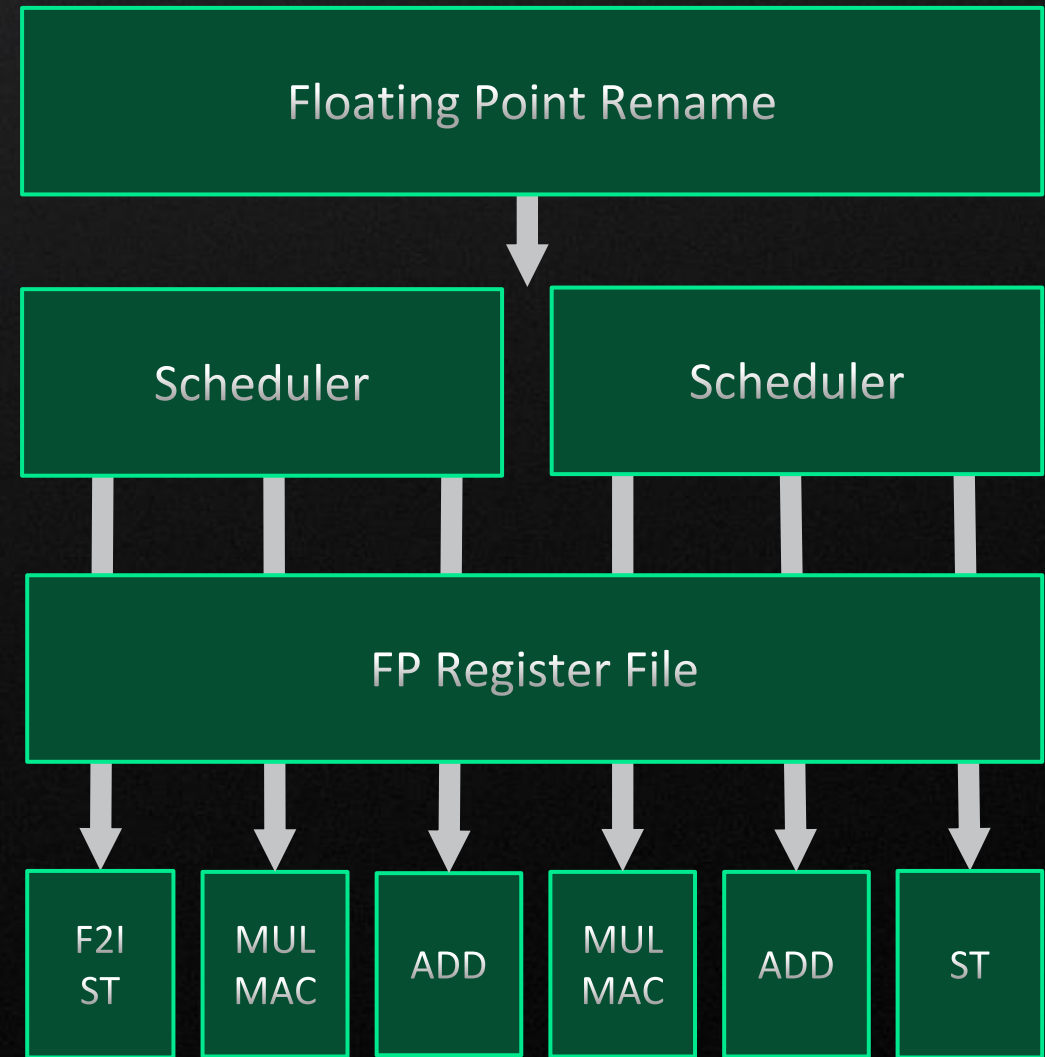 Floating Point Rename
Scheduler
Scheduler
FP Register File
F2I
ST
MUL
MAC
ADD
MUL
MAC
ADD
ST